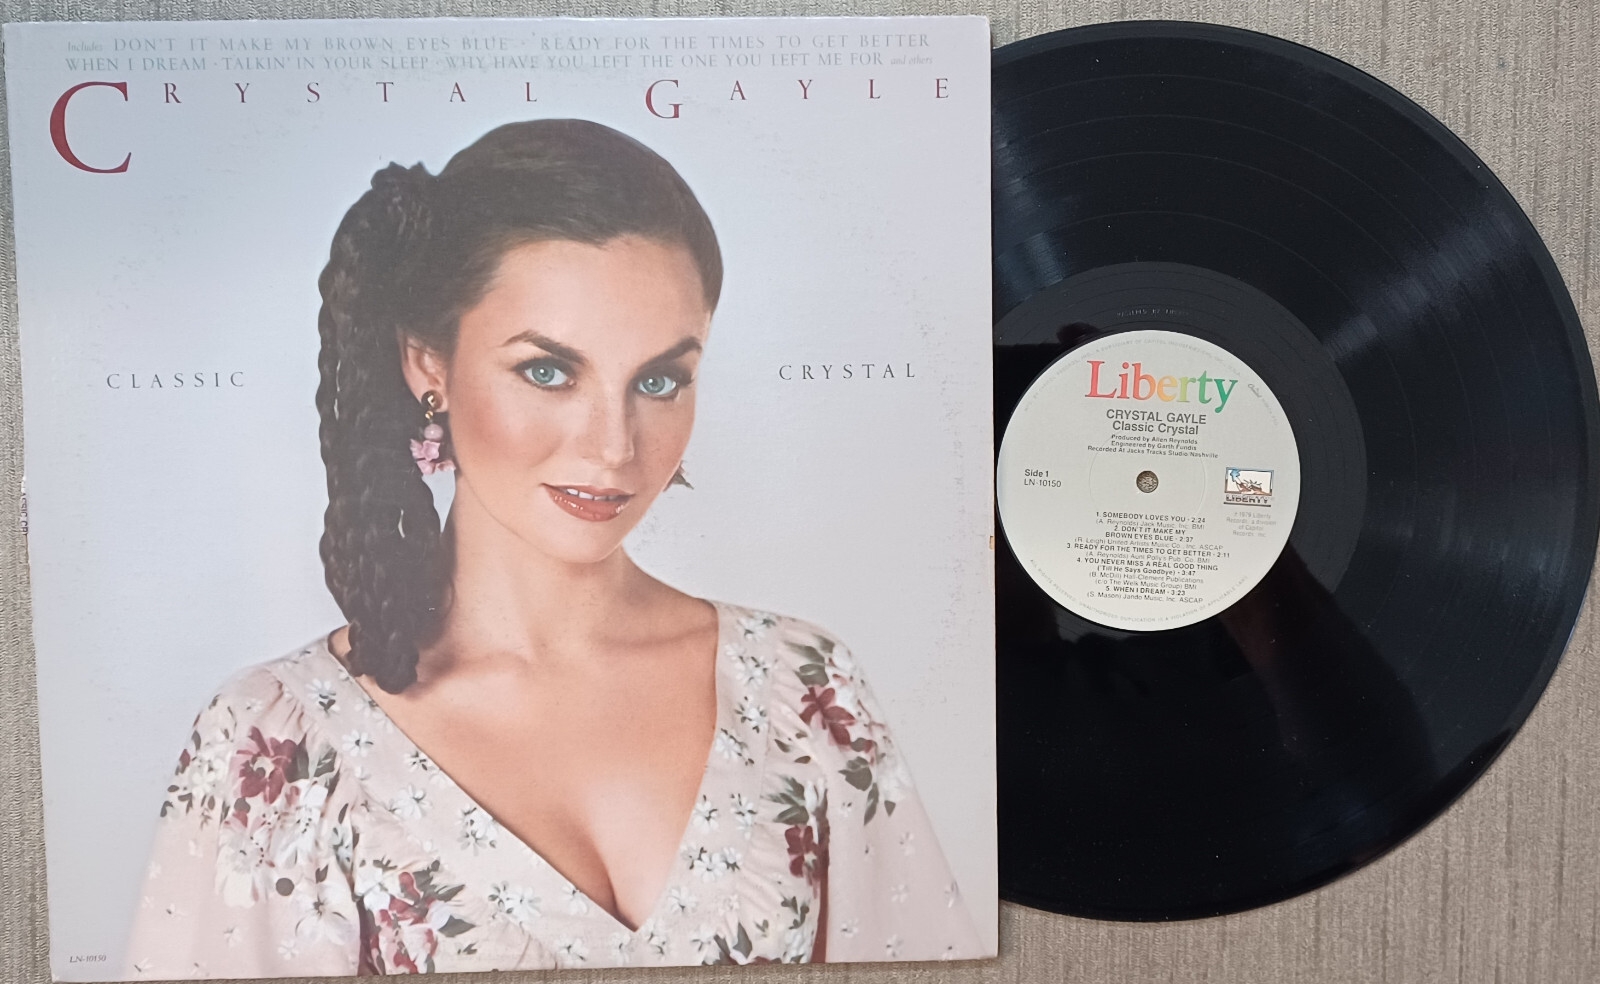 Includes DON'T IT MAKE MY BROWN EYES BLUE · READY FOR THE TIMES TO GET BETTER
WHEN I DREAM · TALKIN' IN YOUR SLEEP · WHY HAVE YOU LEFT THE ONE YOU LEFT ME FOR and others
CRYSTAL GAYLE
CLASSIC CRYSTAL
LN-10150
Liberty
CRYSTAL GAYLE
Classic Crystal
Produced by Allen Reynolds
Engineered by Garth Fundis
Recorded At Jacks Tracks Studio/Nashville
Side 1
LN-10150
LIBERTY
1. SOMEBODY LOVES YOU - 2:24
(A. Reynolds) Jack Music, Inc. BMI
2. DON'T IT MAKE MY
BROWN EYES BLUE - 2:37
(R. Leigh) United Artists Music Co., Inc. ASCAP
3. READY FOR THE TIMES TO GET BETTER - 2:11
(A. Reynolds) Aunt Polly's Pub. Co. BMI
4. YOU NEVER MISS A REAL GOOD THING
('Till He Says Goodbye) - 3:47
(B. McDill) Hall-Clement Publications
(c/o The Welk Music Group) BMI
5. WHEN I DREAM - 3:23
(S. Mason) Jando Music, Inc. ASCAP
Liberty
Records, a division
of Capitol
Records, Inc.